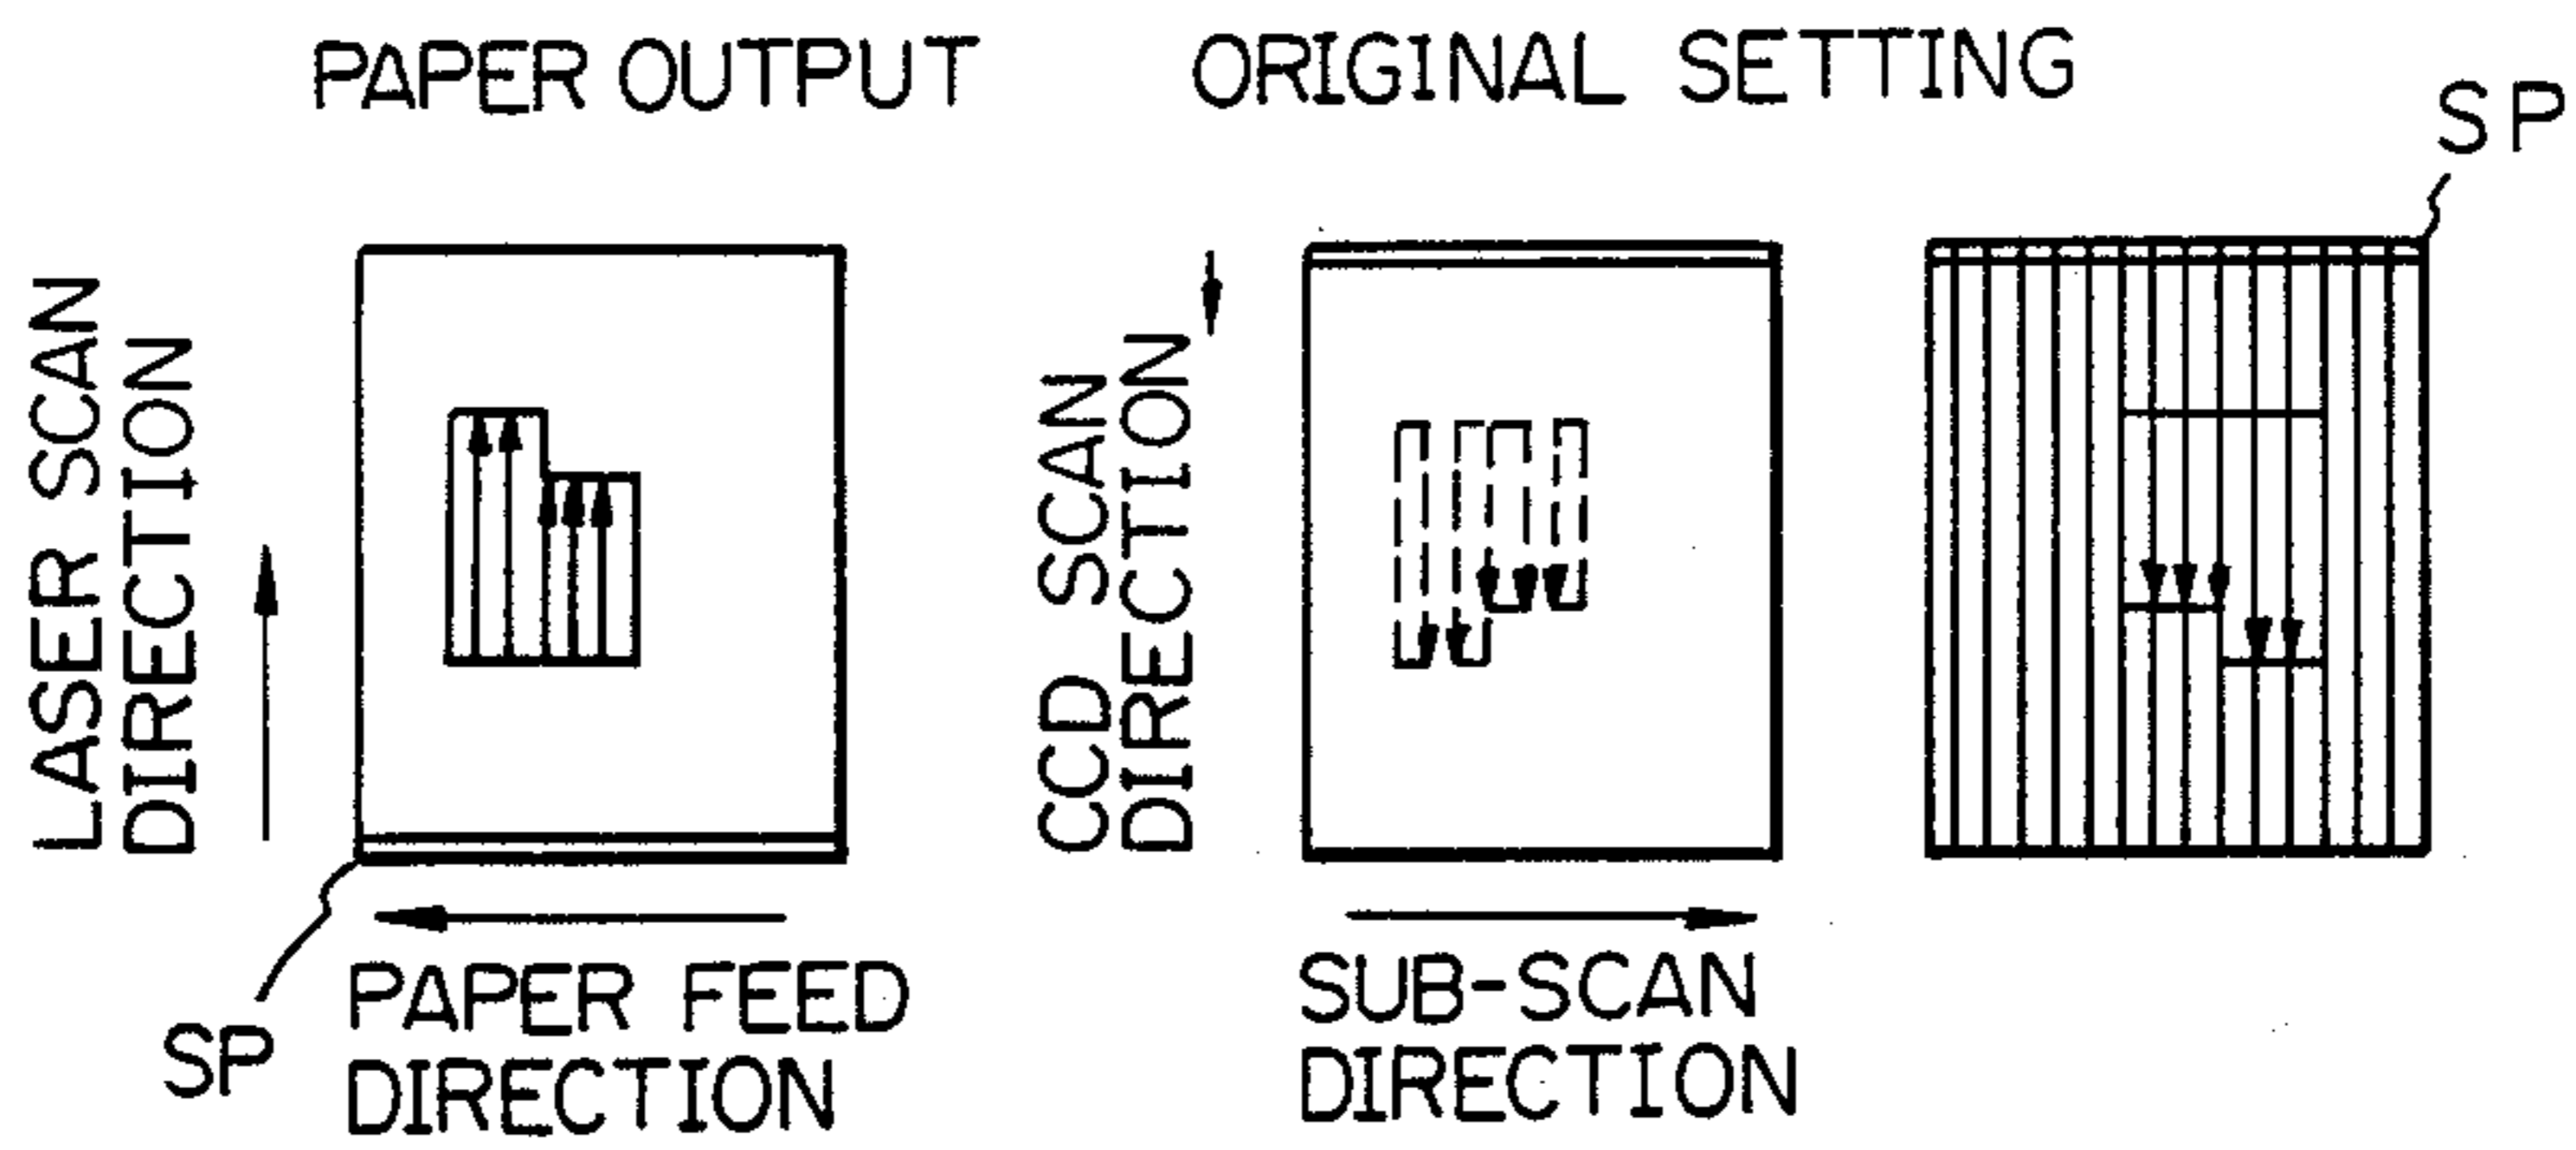 PAPER OUTPUT
ORIGINAL SETTING
SP
LASER SCAN
DIRECTION
CCD SCAN
DIRECTION
SP
PAPER FEED
DIRECTION
SUB-SCAN
DIRECTION